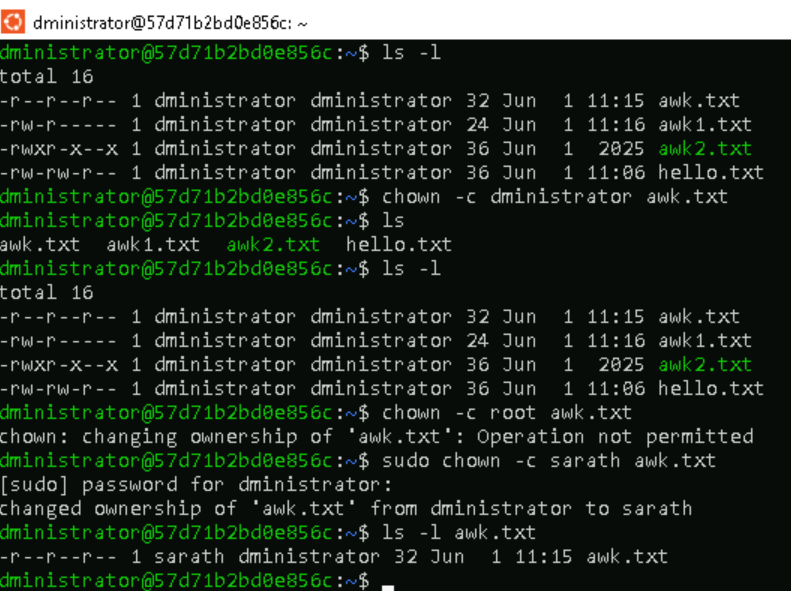 dministrator@57d71b2bd0e856c: ~
dministrator@57d71b2bd0e856c:~$ ls -l
total 16
-r--r--r-- 1 dministrator dministrator 32 Jun  1 11:15 awk.txt
-rw-r----- 1 dministrator dministrator 24 Jun  1 11:16 awk1.txt
-rwxr-x--x 1 dministrator dministrator 36 Jun  1  2025 awk2.txt
-rw-rw-r-- 1 dministrator dministrator 36 Jun  1 11:06 hello.txt
dministrator@57d71b2bd0e856c:~$ chown -c dministrator awk.txt
dministrator@57d71b2bd0e856c:~$ ls
awk.txt  awk1.txt  awk2.txt  hello.txt
dministrator@57d71b2bd0e856c:~$ ls -l
total 16
-r--r--r-- 1 dministrator dministrator 32 Jun  1 11:15 awk.txt
-rw-r----- 1 dministrator dministrator 24 Jun  1 11:16 awk1.txt
-rwxr-x--x 1 dministrator dministrator 36 Jun  1  2025 awk2.txt
-rw-rw-r-- 1 dministrator dministrator 36 Jun  1 11:06 hello.txt
dministrator@57d71b2bd0e856c:~$ chown -c root awk.txt
chown: changing ownership of 'awk.txt': Operation not permitted
dministrator@57d71b2bd0e856c:~$ sudo chown -c sarath awk.txt
[sudo] password for dministrator:
changed ownership of 'awk.txt' from dministrator to sarath
dministrator@57d71b2bd0e856c:~$ ls -l awk.txt
-r--r--r-- 1 sarath dministrator 32 Jun  1 11:15 awk.txt
dministrator@57d71b2bd0e856c:~$